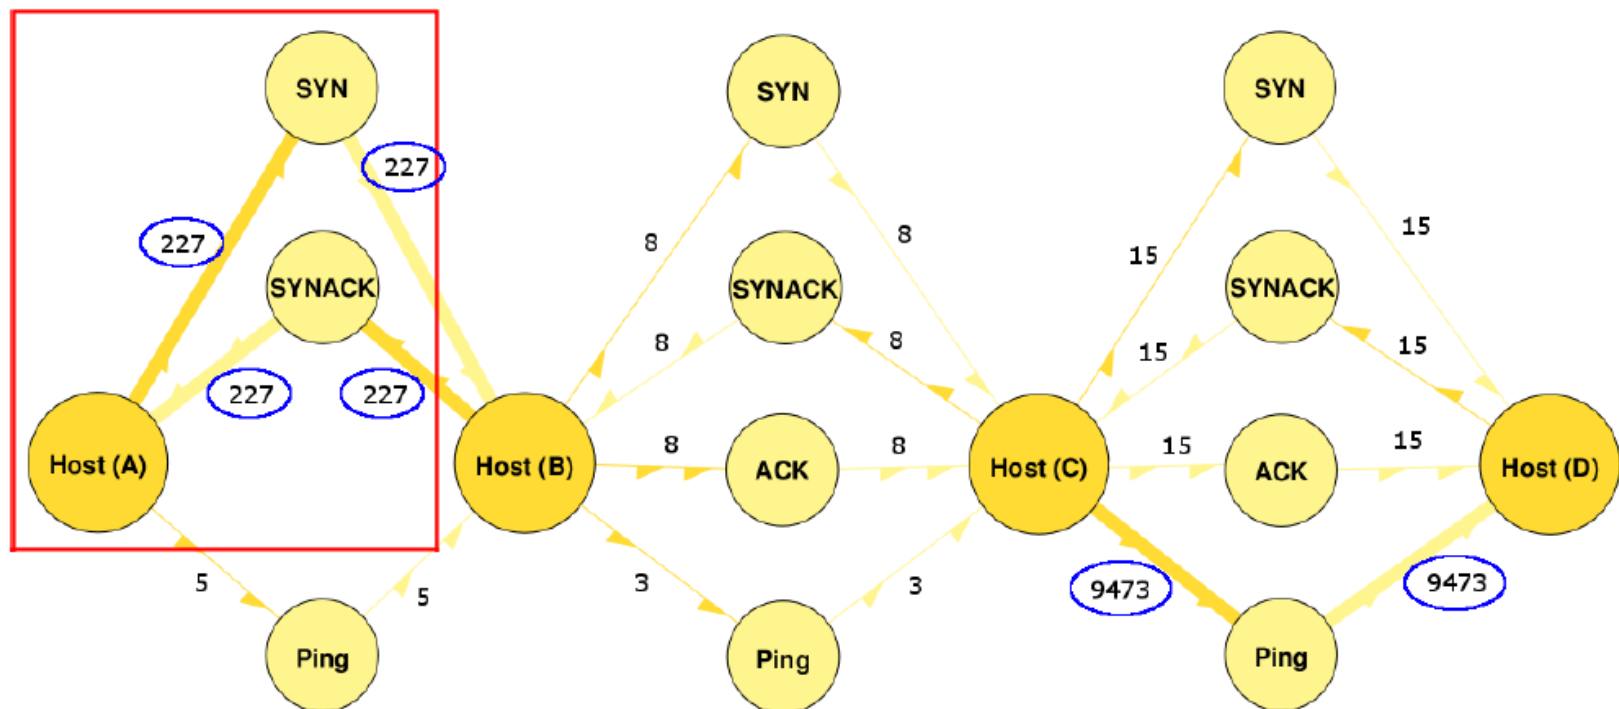 SYN
SYN
SYN
227
227
8
8
15
15
SYNACK
SYNACK
SYNACK
227
227
8
8
15
15
Host (A)
Host (B)
8
ACK
8
Host (C)
15
ACK
15
Host (D)
5
5
3
3
9473
9473
Ping
Ping
Ping